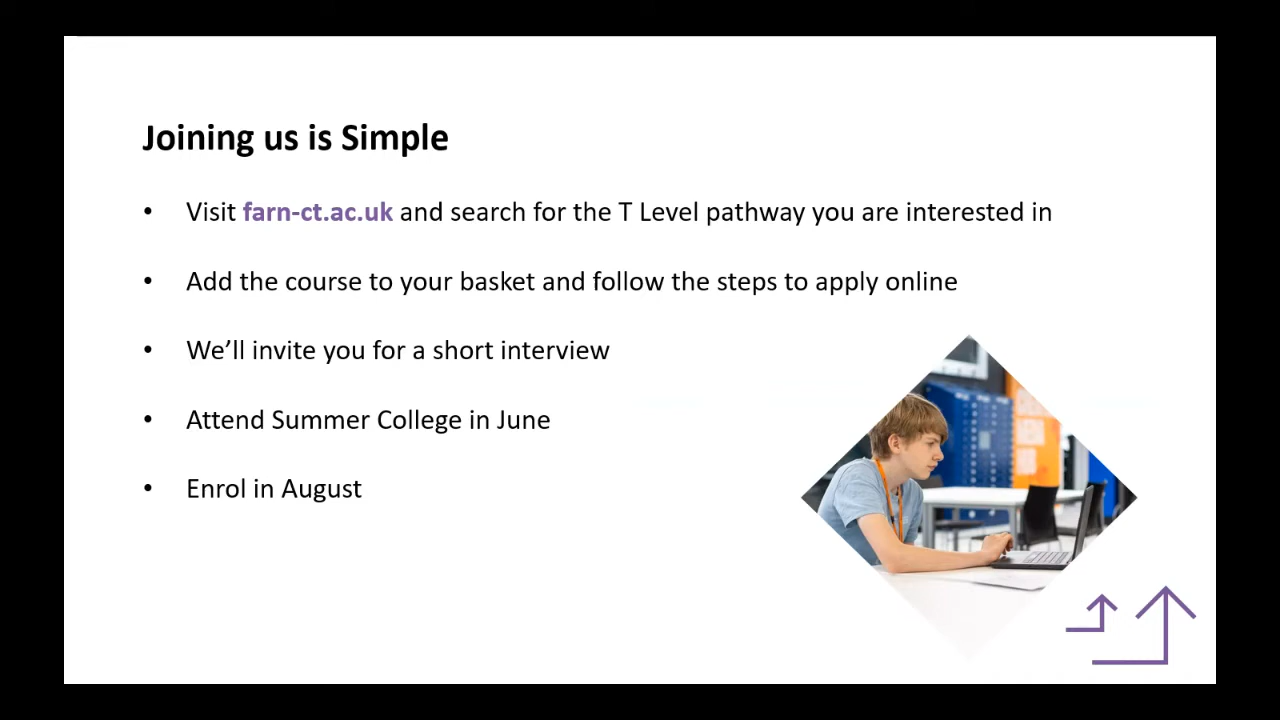 Joining us is Simple
• Visit farn-ct.ac.uk and search for the T Level pathway you are interested in
• Add the course to your basket and follow the steps to apply online
• We’ll invite you for a short interview
• Attend Summer College in June
• Enrol in August